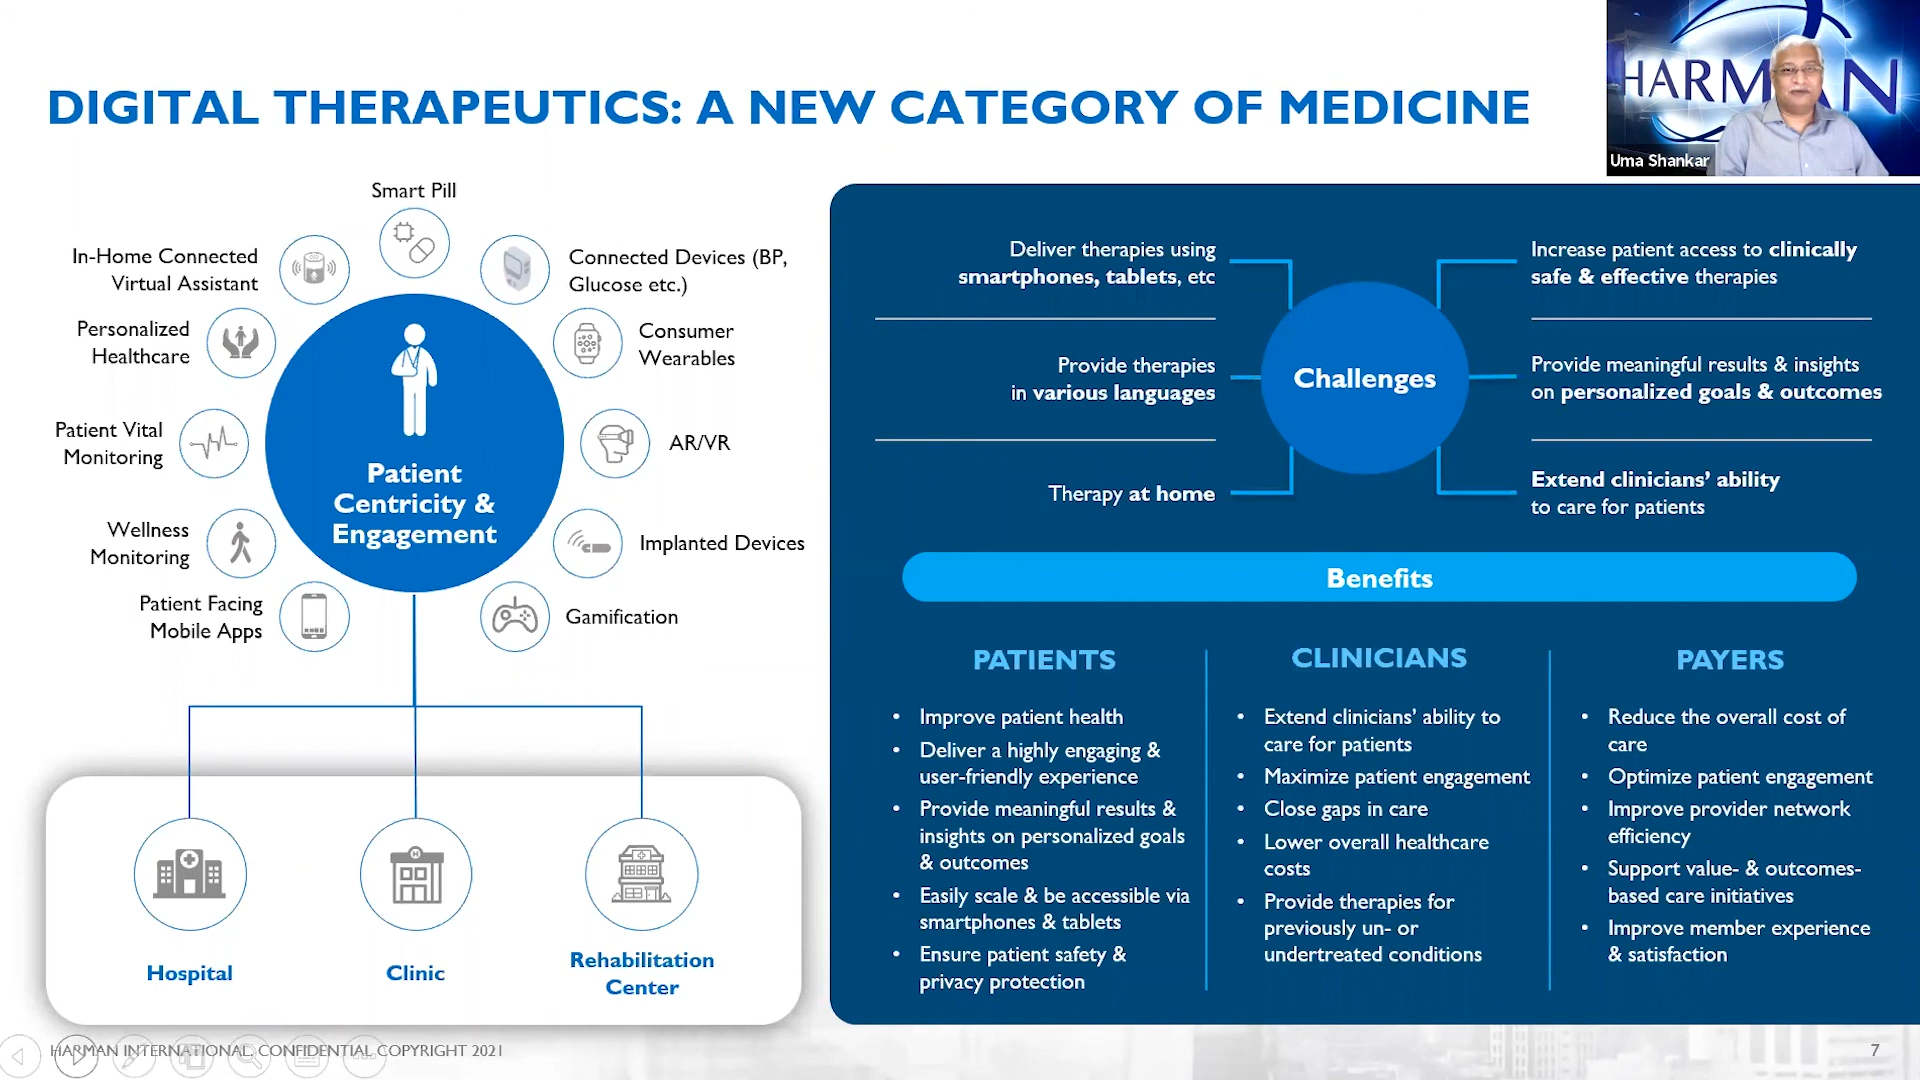 HARMAN
Uma Shankar
DIGITAL THERAPEUTICS: A NEW CATEGORY OF MEDICINE
Smart Pill
In-Home Connected
Virtual Assistant
Connected Devices (BP,
Glucose etc.)
Personalized
Healthcare
Consumer
Wearables
Patient Vital
Monitoring
AR/VR
Wellness
Monitoring
Implanted Devices
Patient Facing
Mobile Apps
Gamification
Patient
Centricity &
Engagement
Hospital
Clinic
Rehabilitation
Center
Deliver therapies using
smartphones, tablets, etc
Provide therapies
in various languages
Therapy at home
Challenges
Increase patient access to clinically
safe & effective therapies
Provide meaningful results & insights
on personalized goals & outcomes
Extend clinicians’ ability
to care for patients
Benefits
PATIENTS
• Improve patient health
• Deliver a highly engaging &
user-friendly experience
• Provide meaningful results &
insights on personalized goals
& outcomes
• Easily scale & be accessible via
smartphones & tablets
• Ensure patient safety &
privacy protection
CLINICIANS
• Extend clinicians’ ability to
care for patients
• Maximize patient engagement
• Close gaps in care
• Lower overall healthcare
costs
• Provide therapies for
previously un- or
undertreated conditions
PAYERS
• Reduce the overall cost of
care
• Optimize patient engagement
• Improve provider network
efficiency
• Support value- & outcomes-
based care initiatives
• Improve member experience
& satisfaction
HARMAN INTERNATIONAL. CONFIDENTIAL COPYRIGHT 2021
7